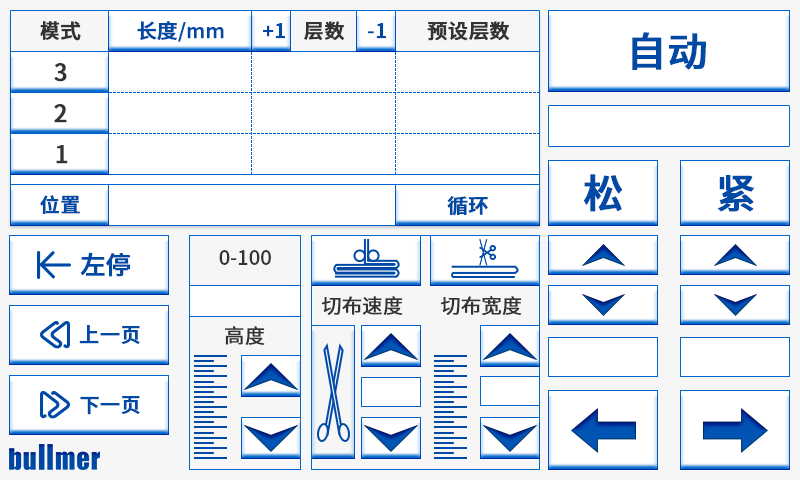 模式 长度/mm +1 层数 -1 预设层数
自动
3
2
1
位置 循环
松 紧
左停
0-100
切布速度 切布宽度
高度
上一页
下一页
bullmer